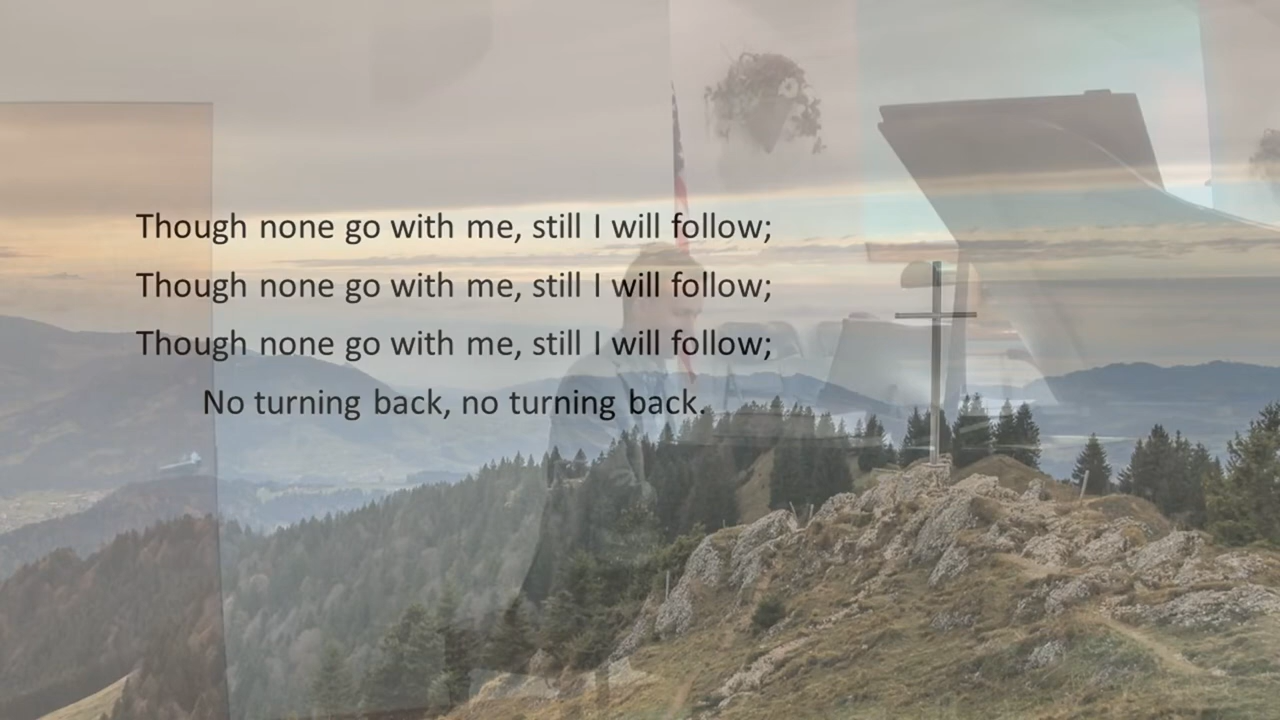 Though none go with me, still I will follow;
Though none go with me, still I will follow;
Though none go with me, still I will follow;
No turning back, no turning back.